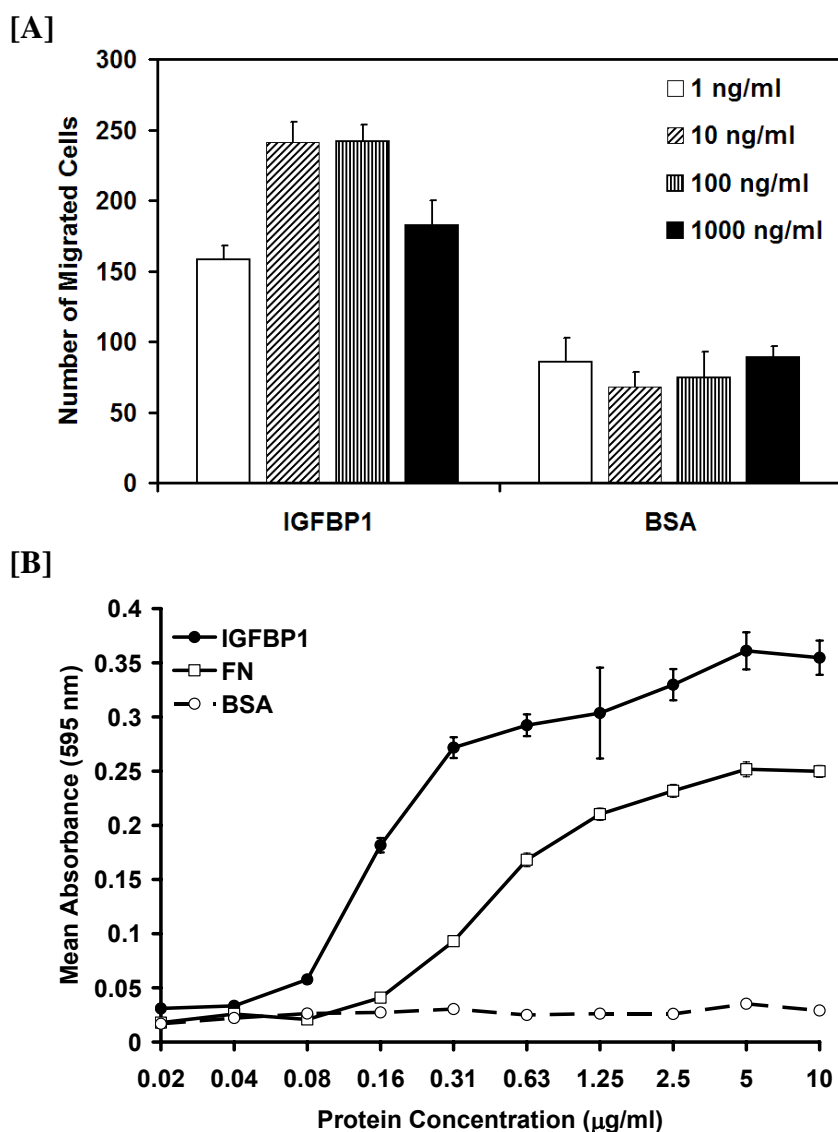 [A]
300
250
200
150
100
50
0
Number of Migrated Cells
1 ng/ml
10 ng/ml
100 ng/ml
1000 ng/ml
IGFBP1
BSA
[B]
0.4
0.35
0.3
0.25
0.2
0.15
0.1
0.05
0
Mean Absorbance (595 nm)
IGFBP1
FN
BSA
0.02 0.04 0.08 0.16 0.31 0.63 1.25 2.5 5 10
Protein Concentration (μg/ml)